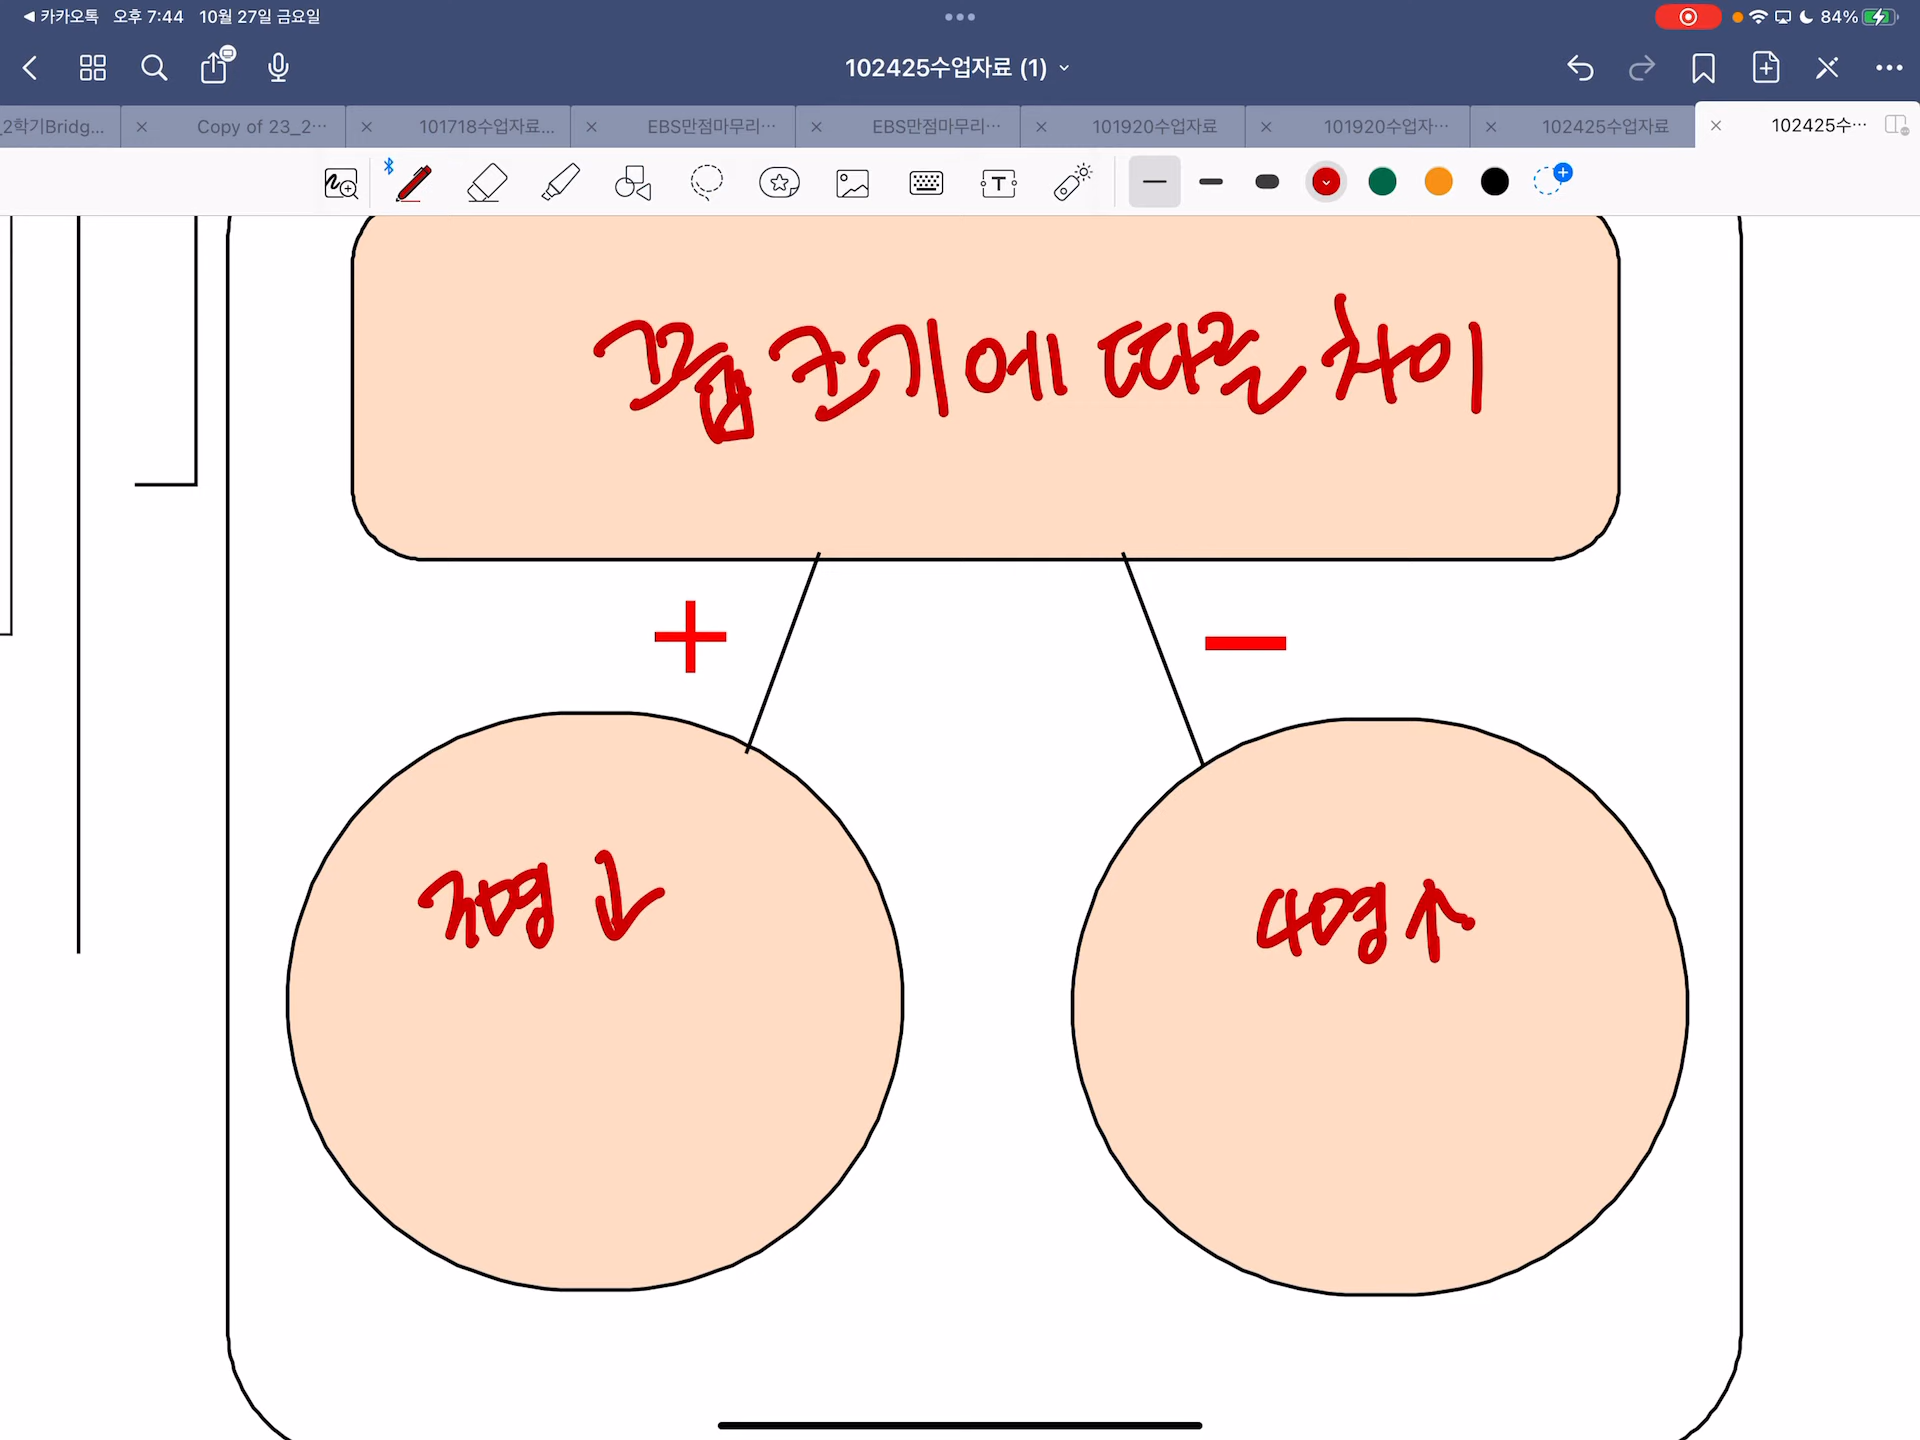 ◀ 카카오톡 오후 7:44 10월 27일 금요일
84%
102425수업자료 (1)
_2학기Bridg...
Copy of 23_2...
101718수업자료...
EBS만점마무리...
EBS만점마무리...
101920수업자료
101920수업자...
102425수업자료
102425수...
T
그룹 크기에 따른 차이
+
−
3명 ↓
4명 ↑